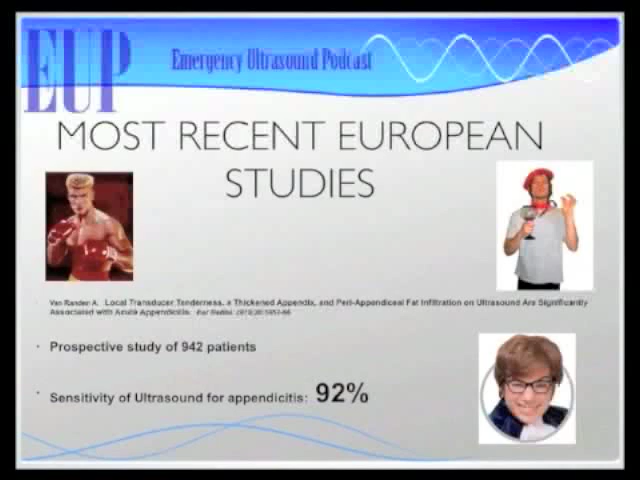 EUP
Emergency Ultrasound Podcast
MOST RECENT EUROPEAN
STUDIES
Van Randen A. Local Transducer Tenderness, a Thickened Appendix, and Peri-Appendiceal Fat Infiltration on Ultrasound Are Significantly
Associated with Acute Appendicitis.
Prospective study of 942 patients
Sensitivity of Ultrasound for appendicitis: 92%